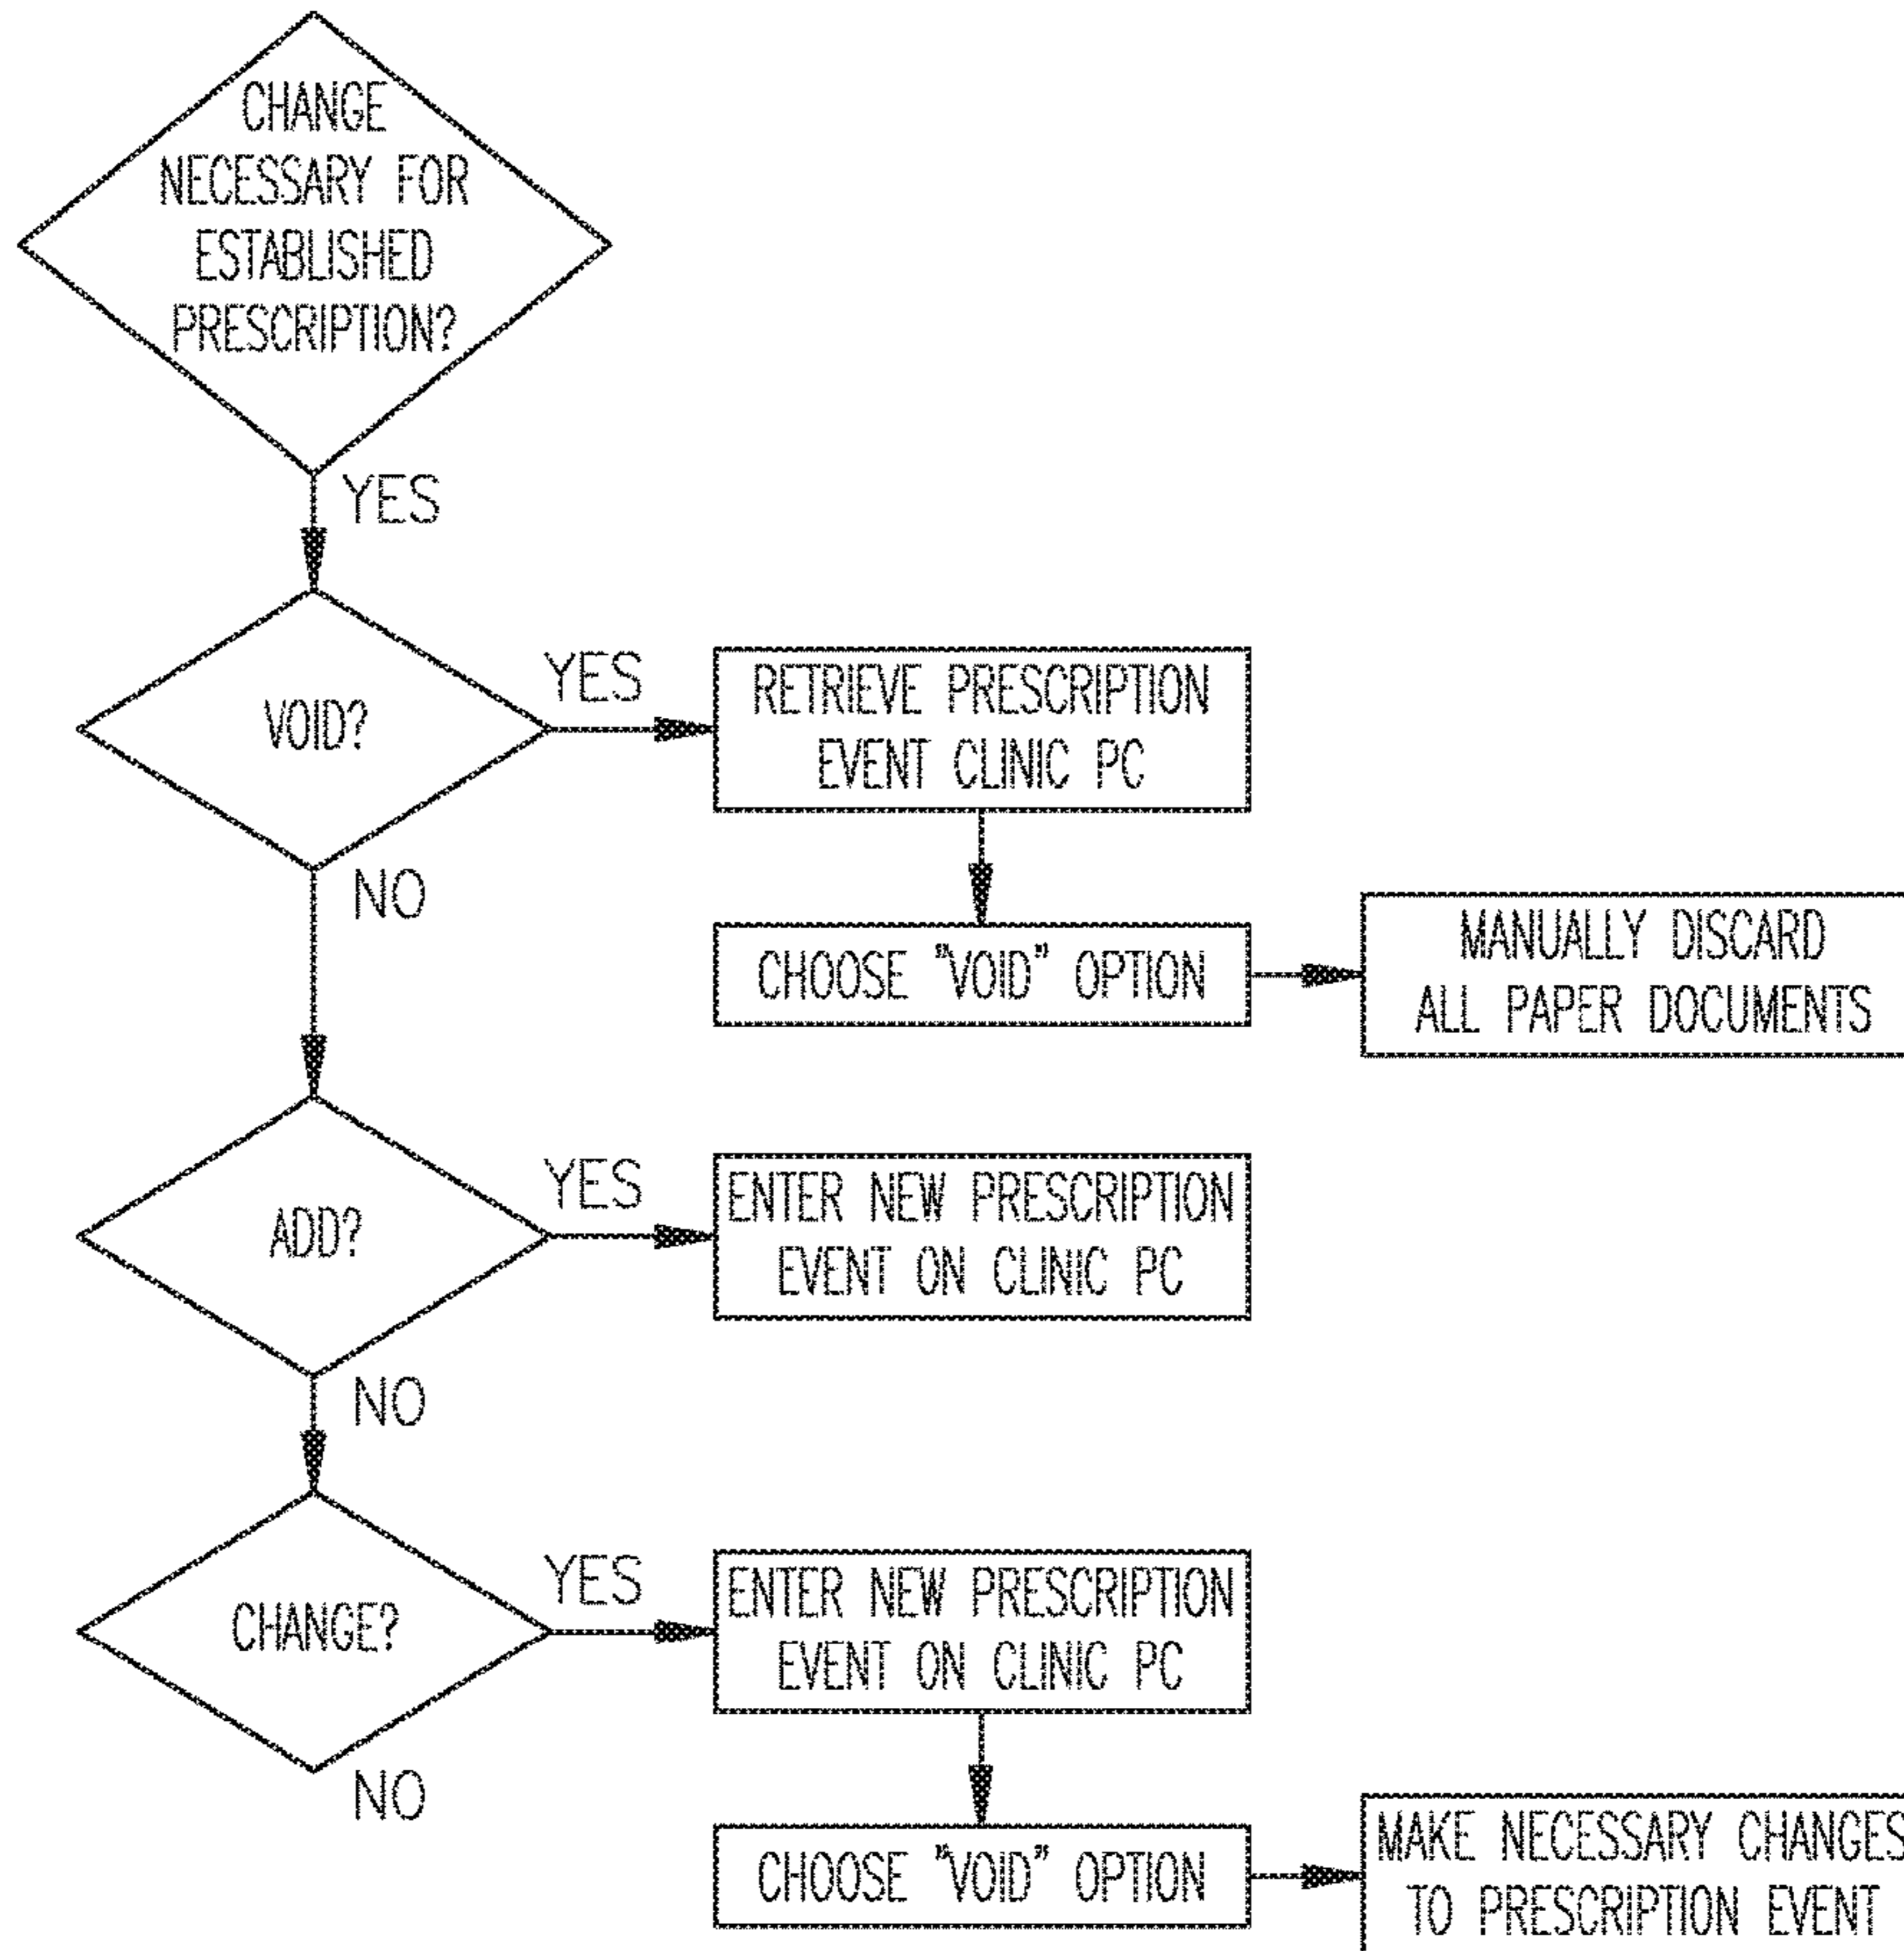 CHANGE
NECESSARY FOR
ESTABLISHED
PRESCRIPTION?
YES
VOID?
YES
RETRIEVE PRESCRIPTION
EVENT CLINIC PC
NO
CHOOSE "VOID" OPTION
MANUALLY DISCARD
ALL PAPER DOCUMENTS
ADD?
YES
ENTER NEW PRESCRIPTION
EVENT ON CLINIC PC
NO
CHANGE?
YES
ENTER NEW PRESCRIPTION
EVENT ON CLINIC PC
NO
CHOOSE "VOID" OPTION
MAKE NECESSARY CHANGES
TO PRESCRIPTION EVENT